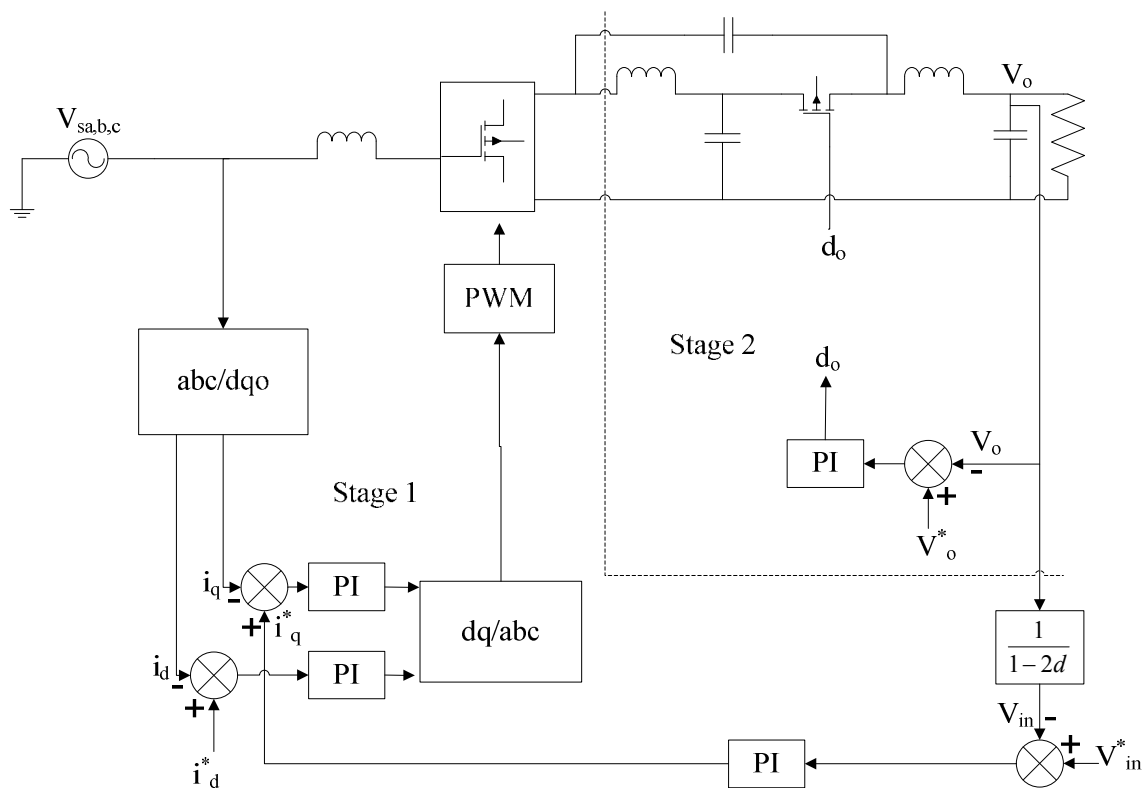 V_o
V_sa,b,c
d_o
PWM
Stage 2
abc/dqo
d_o
PI
V_o
-
+
V*_o
Stage 1
i_q
-
PI
+
i*_q
dq/abc
1
1-2d
i_d
-
PI
+
V_in
-
+
V*_in
PI
i*_d